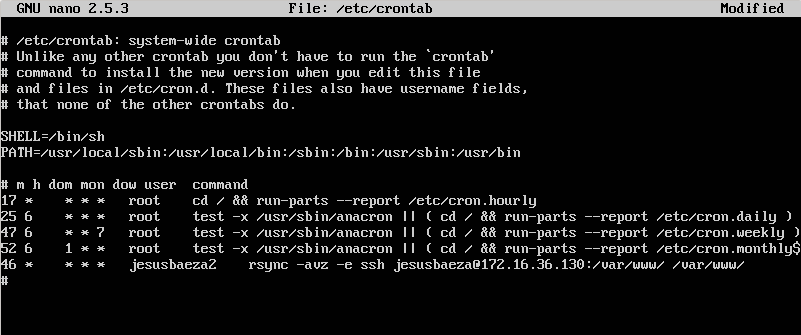 GNU nano 2.5.3 File: /etc/crontab Modified
# /etc/crontab: system-wide crontab
# Unlike any other crontab you don't have to run the `crontab'
# command to install the new version when you edit this file
# and files in /etc/cron.d. These files also have username fields,
# that none of the other crontabs do.
SHELL=/bin/sh
PATH=/usr/local/sbin:/usr/local/bin:/sbin:/bin:/usr/sbin:/usr/bin
# m h dom mon dow user  command
17 *    * * *   root    cd / && run-parts --report /etc/cron.hourly
25 6    * * *   root    test -x /usr/sbin/anacron || ( cd / && run-parts --report /etc/cron.daily )
47 6    * * 7   root    test -x /usr/sbin/anacron || ( cd / && run-parts --report /etc/cron.weekly )
52 6    1 * *   root    test -x /usr/sbin/anacron || ( cd / && run-parts --report /etc/cron.monthly$
46 *    * * *   jesusbaeza2    rsync -avz -e ssh jesusbaeza@172.16.36.130:/var/www/ /var/www/
#